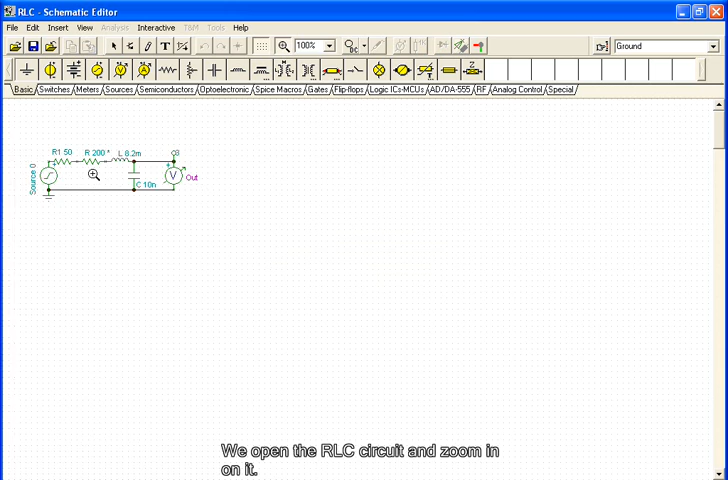 RLC - Schematic Editor
File Edit Insert View Analysis Interactive T&M Tools Help
100% Ground
Basic Switches Meters Sources Semiconductors Optoelectronic Spice Macros Gates Flip-flops Logic ICs-MCUs AD/DA-555 RF Analog Control Special
R1 50 R 200 * L 8.2m
Source 0
C 10n
V
Out
We open the RLC circuit and zoom in
on it.